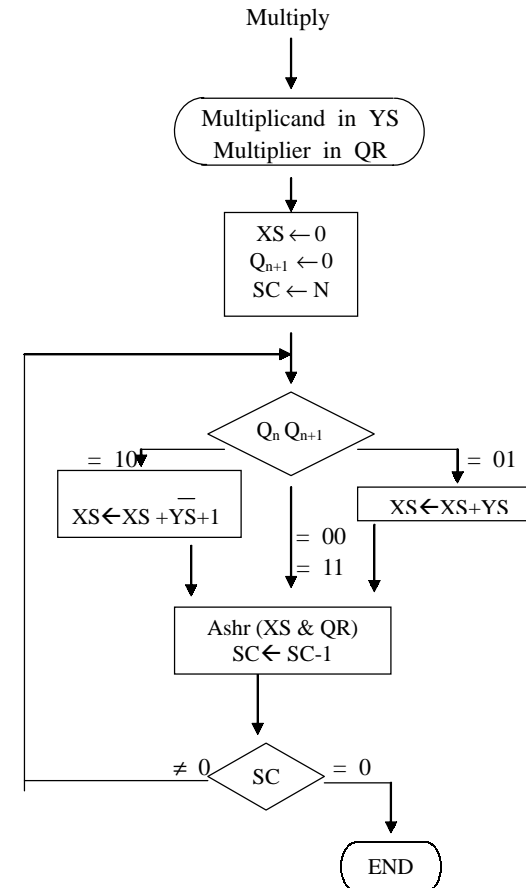 Multiply
Multiplicand in YS
Multiplier in QR
XS ← 0
Qₙ₊₁ ← 0
SC ← N
Qₙ Qₙ₊₁
= 10
= 01
XS←XS +Y̅S̅+1
XS←XS+YS
= 00
= 11
Ashr (XS & QR)
SC← SC-1
≠ 0
SC
= 0
END